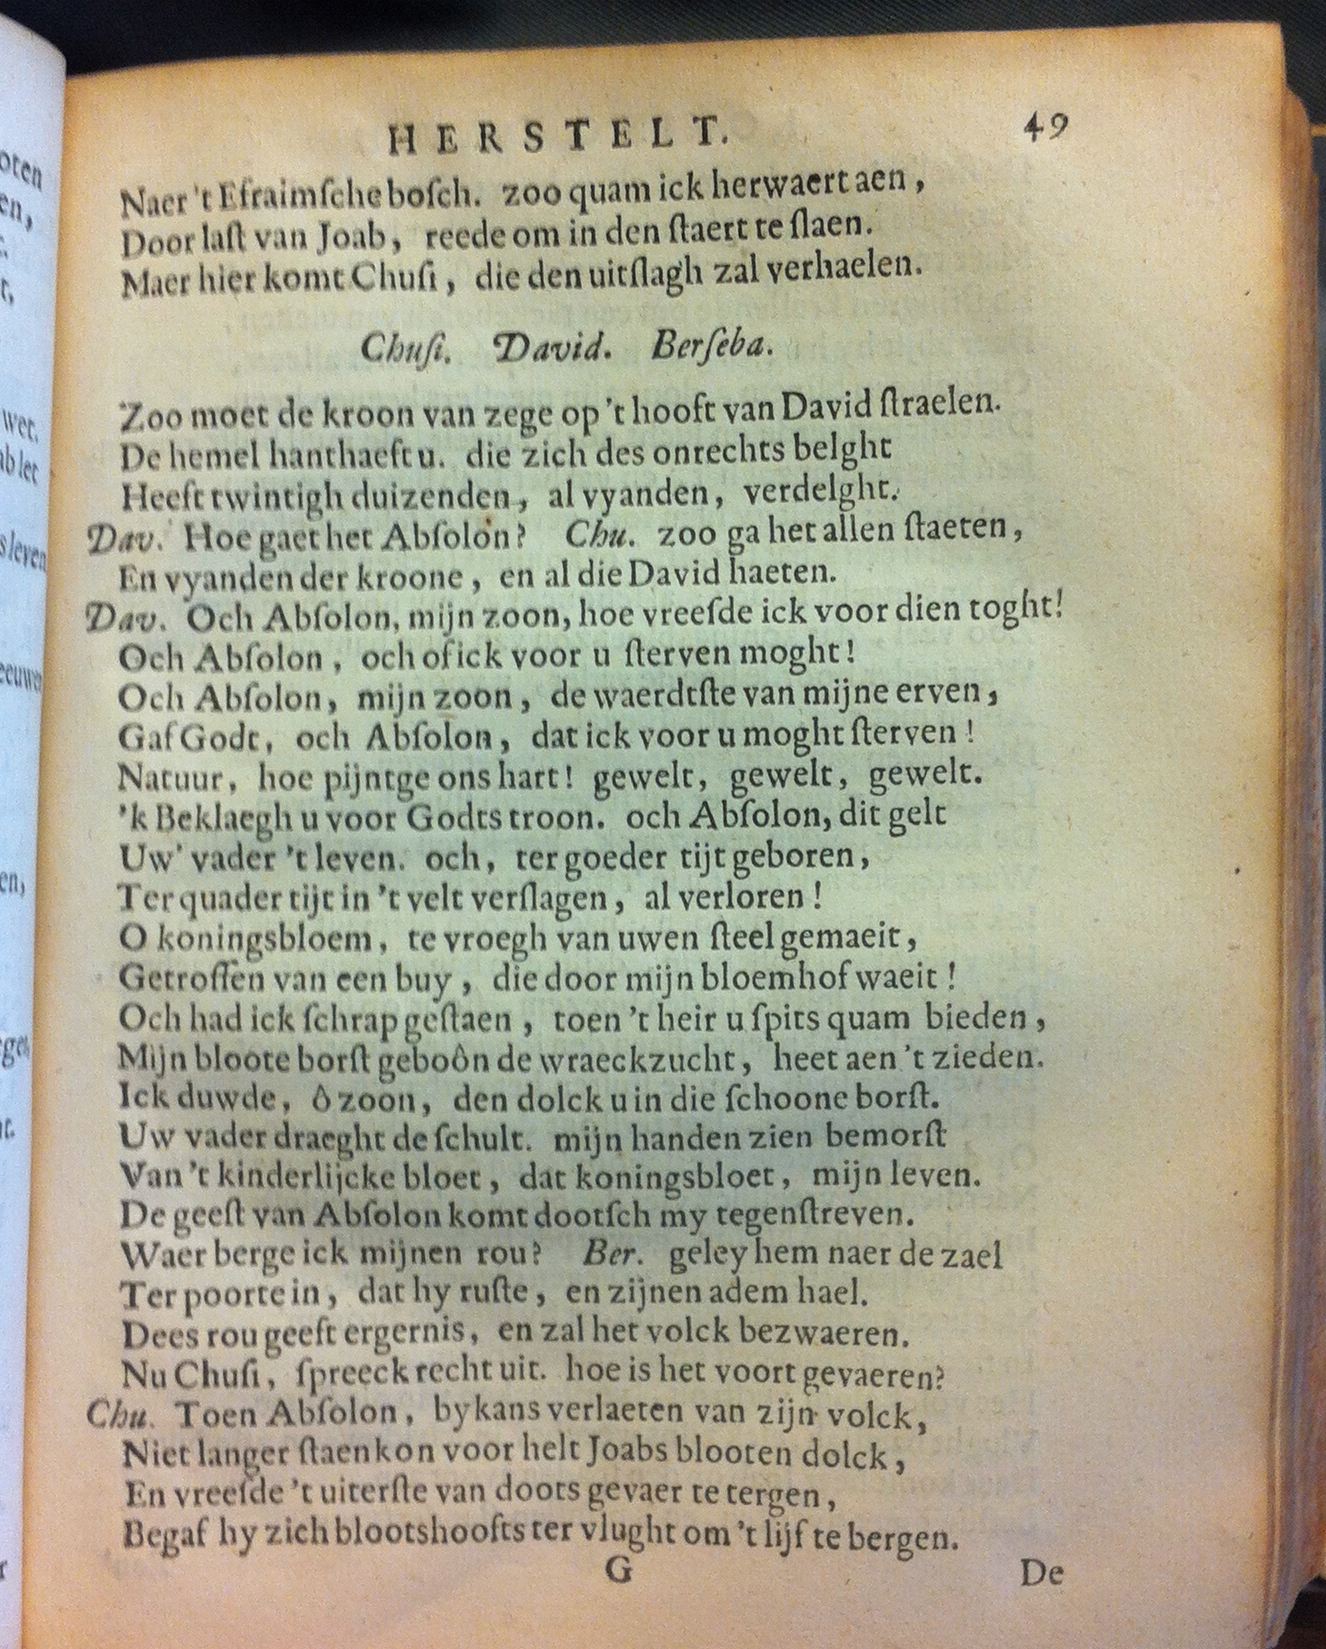 HERSTELT. 49
Naer 't Efraimſche boſch. zoo quam ick herwaert aen,
Door laſt van Joab, reede om in den ſtaert te ſlaen.
Maer hier komt Chuſi, die den uitſlagh zal verhaelen.
Chuſi. David. Berſeba.
Zoo moet de kroon van zege op 't hooft van David ſtraelen.
De hemel hanthaeft u. die zich des onrechts belght
Heeft twintigh duizenden, al vyanden, verdelght.
Dav. Hoe gaet het Abſolon? Chu. zoo ga het allen ſtaeten,
En vyanden der kroone, en al die David haeten.
Dav. Och Abſolon, mijn zoon, hoe vreeſde ick voor dien toght!
Och Abſolon, och of ick voor u ſterven moght!
Och Abſolon, mijn zoon, de waerdtſte van mijne erven,
Gaf Godt, och Abſolon, dat ick voor u moght ſterven!
Natuur, hoe pijntge ons hart! gewelt, gewelt, gewelt.
'k Beklaegh u voor Godts troon. och Abſolon, dit gelt
Uw' vader 't leven. och, ter goeder tijt geboren,
Ter quader tijt in 't velt verſlagen, al verloren!
O koningsbloem, te vroegh van uwen ſteel gemaeit,
Getroffen van een buy, die door mijn bloemhof waeit!
Och had ick ſchrap geſtaen, toen 't heir u ſpits quam bieden,
Mijn bloote borſt geboôn de wraeckzucht, heet aen 't zieden.
Ick duwde, ô zoon, den dolck u in die ſchoone borſt.
Uw vader draeght de ſchult. mijn handen zien bemorſt
Van 't kinderlijcke bloet, dat koningsbloet, mijn leven.
De geeſt van Abſolon komt dootſch my tegenſtreven.
Waer berge ick mijnen rou? Ber. geley hem naer de zael
Ter poorte in, dat hy ruſte, en zijnen adem hael.
Dees rou geeft ergernis, en zal het volck bezwaeren.
Nu Chuſi, ſpreeck recht uit. hoe is het voort gevaeren?
Chu. Toen Abſolon, bykans verlaeten van zijn volck,
Niet langer ſtaen kon voor helt Joabs blooten dolck,
En vreeſde 't uiterſte van doots gevaer te tergen,
Begaf hy zich blootshoofts ter vlught om 't lijf te bergen.
G De